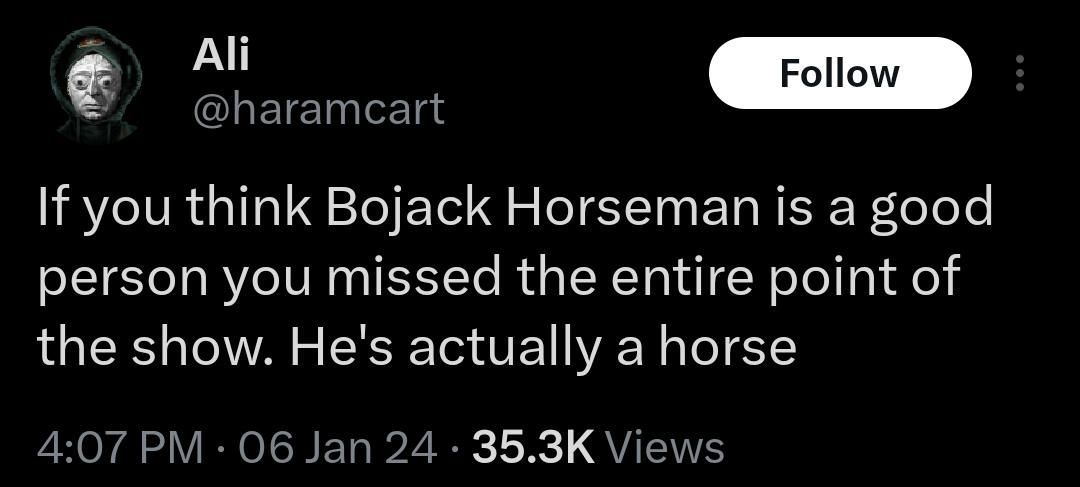 Ali
@haramcart
Follow
If you think Bojack Horseman is a good
person you missed the entire point of
the show. He's actually a horse
4:07 PM · 06 Jan 24 · 35.3K Views